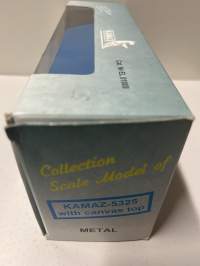 Collection
Scale Model of
KAMAZ-5325
with canvas top
METAL